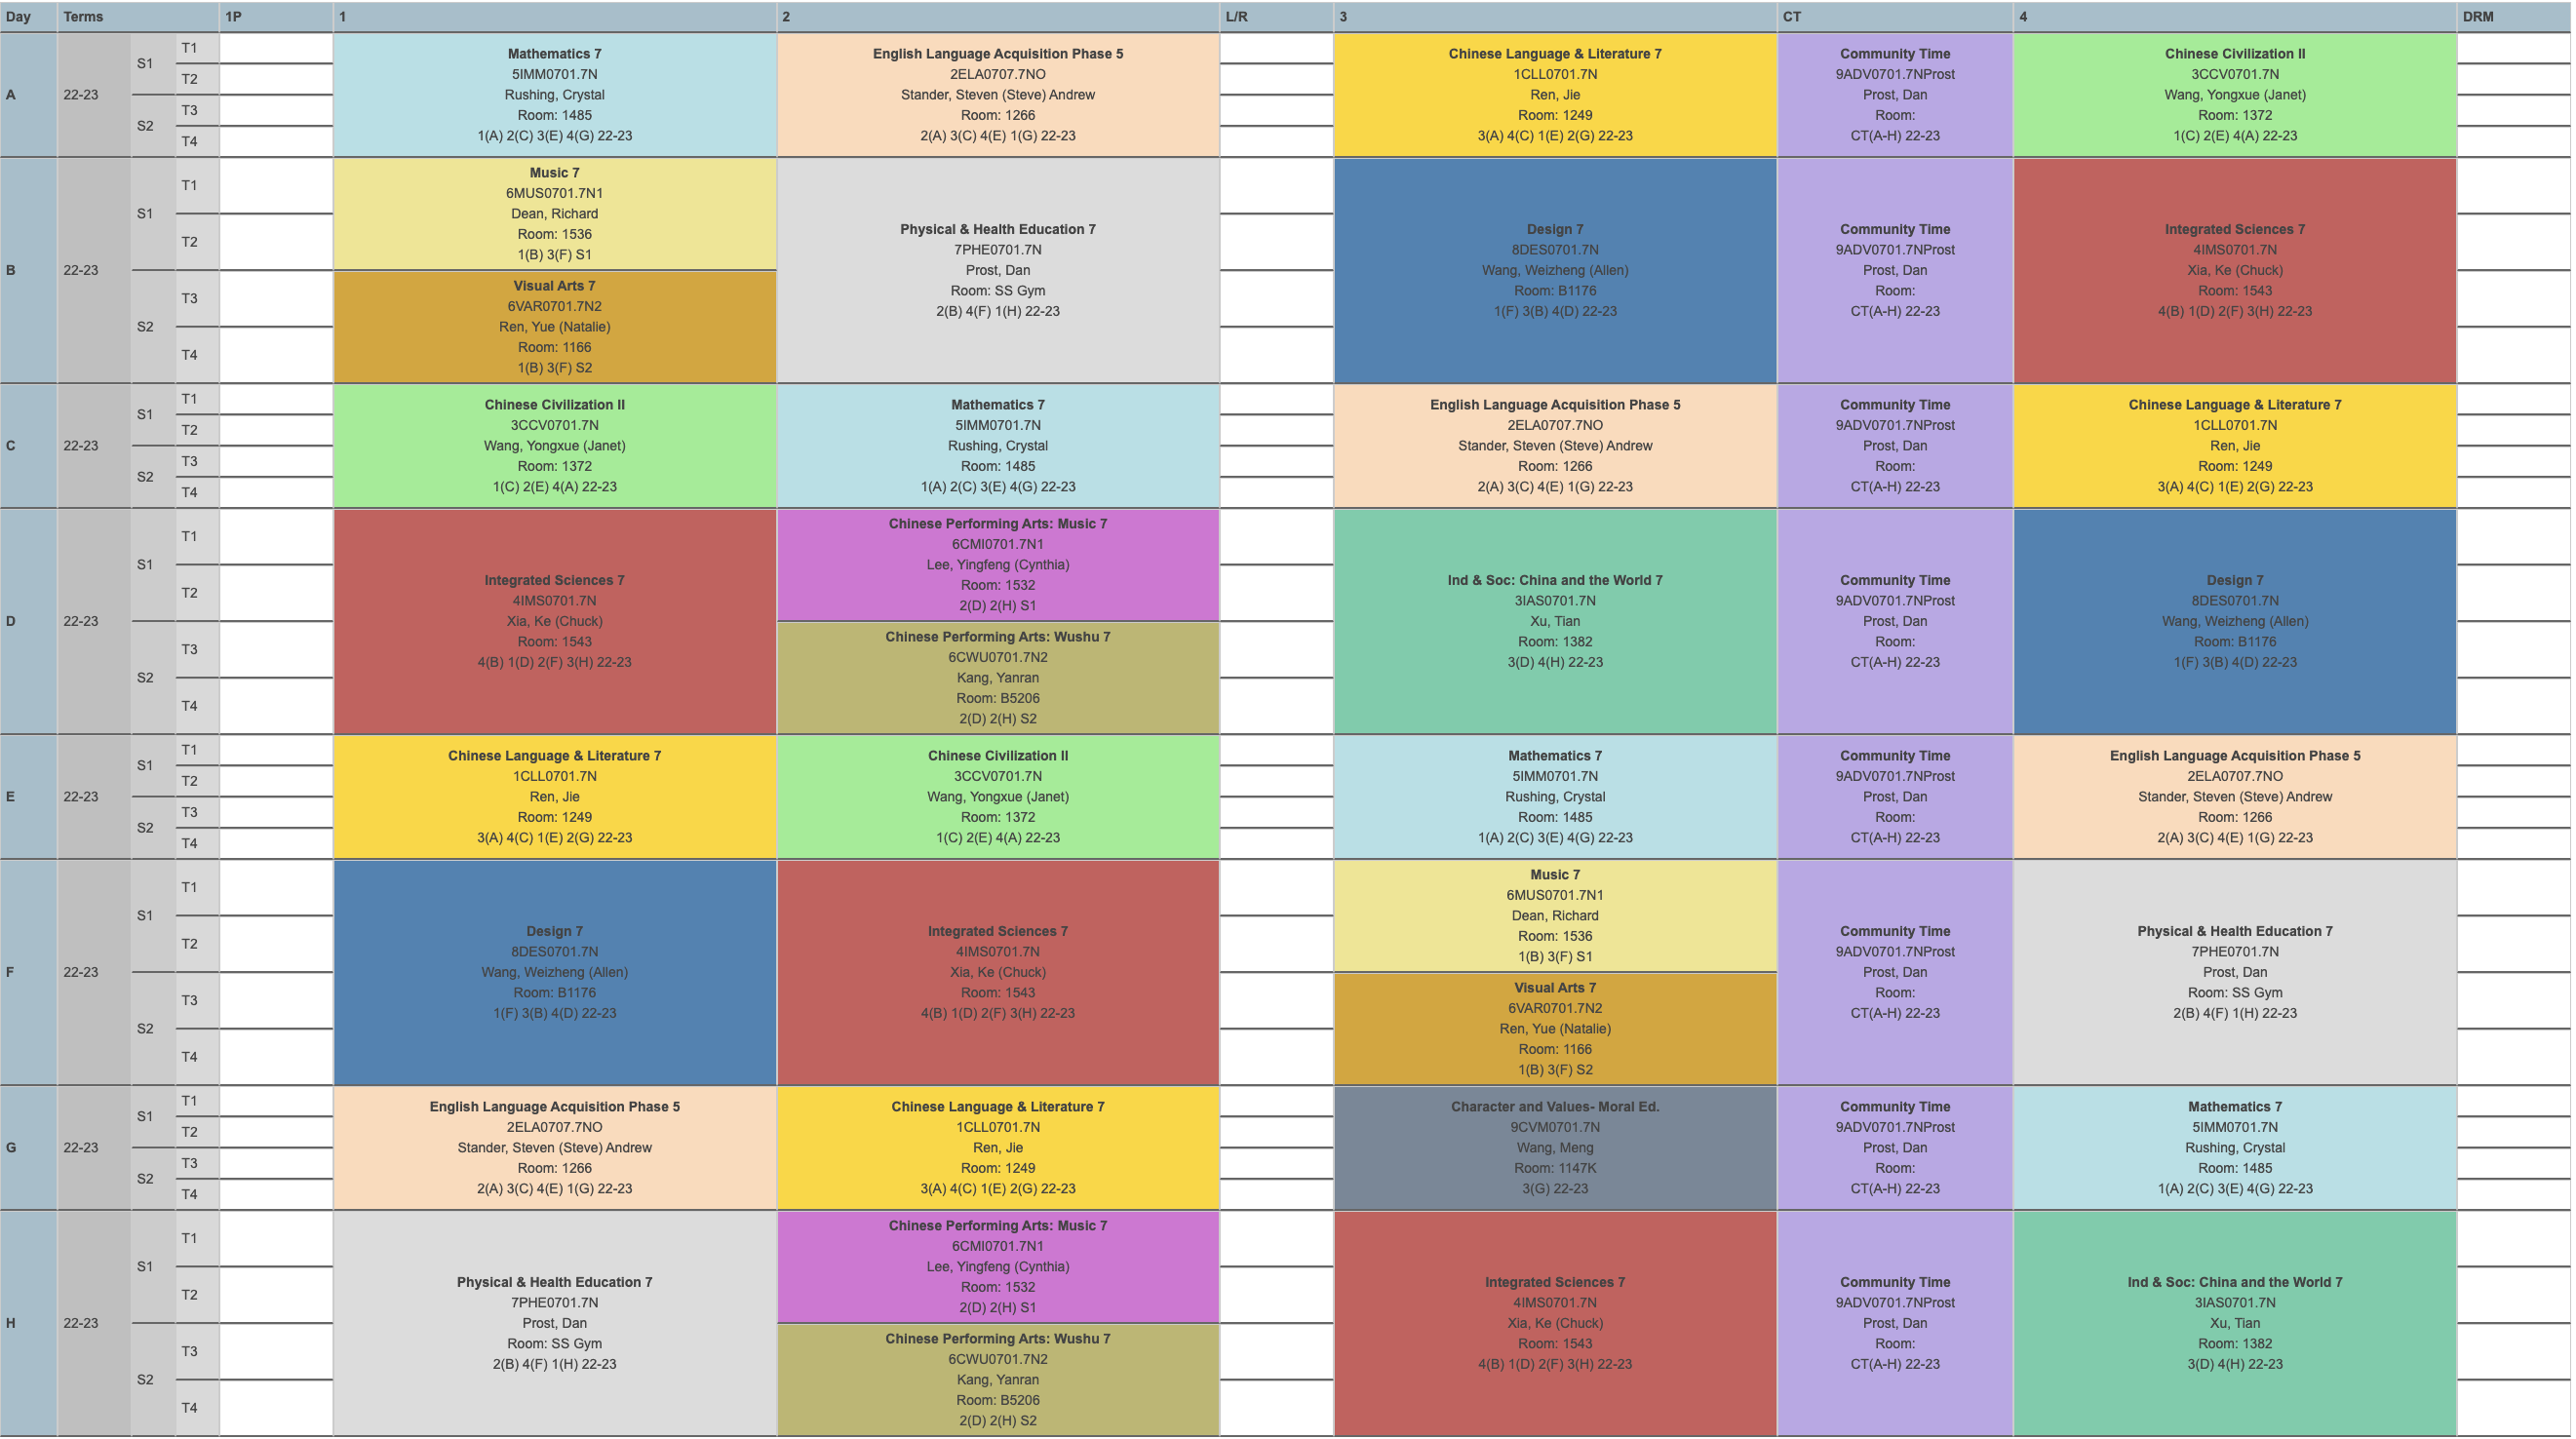 Day Terms 1P 1 2 L/R 3 CT 4 DRM
A
22-23
S1
T1
T2
S2
T3
T4
Mathematics 7
5IMM0701.7N
Rushing, Crystal
Room: 1485
1(A) 2(C) 3(E) 4(G) 22-23
English Language Acquisition Phase 5
2ELA0707.7NO
Stander, Steven (Steve) Andrew
Room: 1266
2(A) 3(C) 4(E) 1(G) 22-23
Chinese Language & Literature 7
1CLL0701.7N
Ren, Jie
Room: 1249
3(A) 4(C) 1(E) 2(G) 22-23
Community Time
9ADV0701.7NProst
Prost, Dan
Room:
CT(A-H) 22-23
Chinese Civilization II
3CCV0701.7N
Wang, Yongxue (Janet)
Room: 1372
1(C) 2(E) 4(A) 22-23
B
22-23
S1
T1
T2
S2
T3
T4
Music 7
6MUS0701.7N1
Dean, Richard
Room: 1536
1(B) 3(F) S1
Visual Arts 7
6VAR0701.7N2
Ren, Yue (Natalie)
Room: 1166
1(B) 3(F) S2
Physical & Health Education 7
7PHE0701.7N
Prost, Dan
Room: SS Gym
2(B) 4(F) 1(H) 22-23
Design 7
8DES0701.7N
Wang, Weizheng (Allen)
Room: B1176
1(F) 3(B) 4(D) 22-23
Community Time
9ADV0701.7NProst
Prost, Dan
Room:
CT(A-H) 22-23
Integrated Sciences 7
4IMS0701.7N
Xia, Ke (Chuck)
Room: 1543
4(B) 1(D) 2(F) 3(H) 22-23
C
22-23
S1
T1
T2
S2
T3
T4
Chinese Civilization II
3CCV0701.7N
Wang, Yongxue (Janet)
Room: 1372
1(C) 2(E) 4(A) 22-23
Mathematics 7
5IMM0701.7N
Rushing, Crystal
Room: 1485
1(A) 2(C) 3(E) 4(G) 22-23
English Language Acquisition Phase 5
2ELA0707.7NO
Stander, Steven (Steve) Andrew
Room: 1266
2(A) 3(C) 4(E) 1(G) 22-23
Community Time
9ADV0701.7NProst
Prost, Dan
Room:
CT(A-H) 22-23
Chinese Language & Literature 7
1CLL0701.7N
Ren, Jie
Room: 1249
3(A) 4(C) 1(E) 2(G) 22-23
D
22-23
S1
T1
T2
S2
T3
T4
Integrated Sciences 7
4IMS0701.7N
Xia, Ke (Chuck)
Room: 1543
4(B) 1(D) 2(F) 3(H) 22-23
Chinese Performing Arts: Music 7
6CMI0701.7N1
Lee, Yingfeng (Cynthia)
Room: 1532
2(D) 2(H) S1
Chinese Performing Arts: Wushu 7
6CWU0701.7N2
Kang, Yanran
Room: B5206
2(D) 2(H) S2
Ind & Soc: China and the World 7
3IAS0701.7N
Xu, Tian
Room: 1382
3(D) 4(H) 22-23
Community Time
9ADV0701.7NProst
Prost, Dan
Room:
CT(A-H) 22-23
Design 7
8DES0701.7N
Wang, Weizheng (Allen)
Room: B1176
1(F) 3(B) 4(D) 22-23
E
22-23
S1
T1
T2
S2
T3
T4
Chinese Language & Literature 7
1CLL0701.7N
Ren, Jie
Room: 1249
3(A) 4(C) 1(E) 2(G) 22-23
Chinese Civilization II
3CCV0701.7N
Wang, Yongxue (Janet)
Room: 1372
1(C) 2(E) 4(A) 22-23
Mathematics 7
5IMM0701.7N
Rushing, Crystal
Room: 1485
1(A) 2(C) 3(E) 4(G) 22-23
Community Time
9ADV0701.7NProst
Prost, Dan
Room:
CT(A-H) 22-23
English Language Acquisition Phase 5
2ELA0707.7NO
Stander, Steven (Steve) Andrew
Room: 1266
2(A) 3(C) 4(E) 1(G) 22-23
F
22-23
S1
T1
T2
S2
T3
T4
Design 7
8DES0701.7N
Wang, Weizheng (Allen)
Room: B1176
1(F) 3(B) 4(D) 22-23
Integrated Sciences 7
4IMS0701.7N
Xia, Ke (Chuck)
Room: 1543
4(B) 1(D) 2(F) 3(H) 22-23
Music 7
6MUS0701.7N1
Dean, Richard
Room: 1536
1(B) 3(F) S1
Visual Arts 7
6VAR0701.7N2
Ren, Yue (Natalie)
Room: 1166
1(B) 3(F) S2
Community Time
9ADV0701.7NProst
Prost, Dan
Room:
CT(A-H) 22-23
Physical & Health Education 7
7PHE0701.7N
Prost, Dan
Room: SS Gym
2(B) 4(F) 1(H) 22-23
G
22-23
S1
T1
T2
S2
T3
T4
English Language Acquisition Phase 5
2ELA0707.7NO
Stander, Steven (Steve) Andrew
Room: 1266
2(A) 3(C) 4(E) 1(G) 22-23
Chinese Language & Literature 7
1CLL0701.7N
Ren, Jie
Room: 1249
3(A) 4(C) 1(E) 2(G) 22-23
Character and Values- Moral Ed.
9CVM0701.7N
Wang, Meng
Room: 1147K
3(G) 22-23
Community Time
9ADV0701.7NProst
Prost, Dan
Room:
CT(A-H) 22-23
Mathematics 7
5IMM0701.7N
Rushing, Crystal
Room: 1485
1(A) 2(C) 3(E) 4(G) 22-23
H
22-23
S1
T1
T2
S2
T3
T4
Physical & Health Education 7
7PHE0701.7N
Prost, Dan
Room: SS Gym
2(B) 4(F) 1(H) 22-23
Chinese Performing Arts: Music 7
6CMI0701.7N1
Lee, Yingfeng (Cynthia)
Room: 1532
2(D) 2(H) S1
Chinese Performing Arts: Wushu 7
6CWU0701.7N2
Kang, Yanran
Room: B5206
2(D) 2(H) S2
Integrated Sciences 7
4IMS0701.7N
Xia, Ke (Chuck)
Room: 1543
4(B) 1(D) 2(F) 3(H) 22-23
Community Time
9ADV0701.7NProst
Prost, Dan
Room:
CT(A-H) 22-23
Ind & Soc: China and the World 7
3IAS0701.7N
Xu, Tian
Room: 1382
3(D) 4(H) 22-23